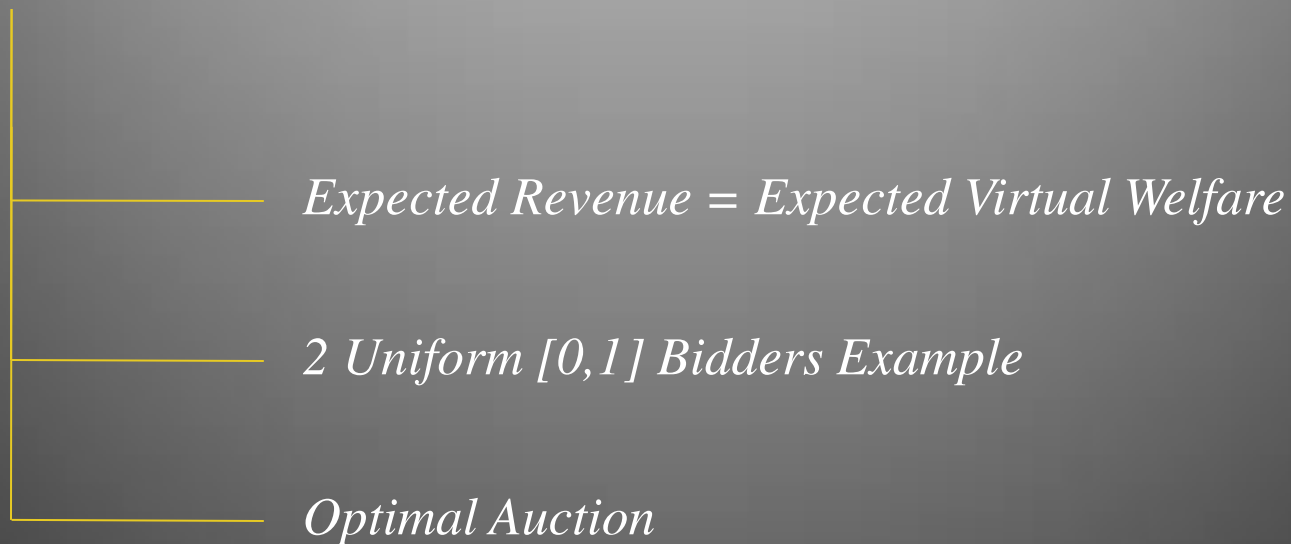 Expected Revenue = Expected Virtual Welfare
2 Uniform [0,1] Bidders Example
Optimal Auction